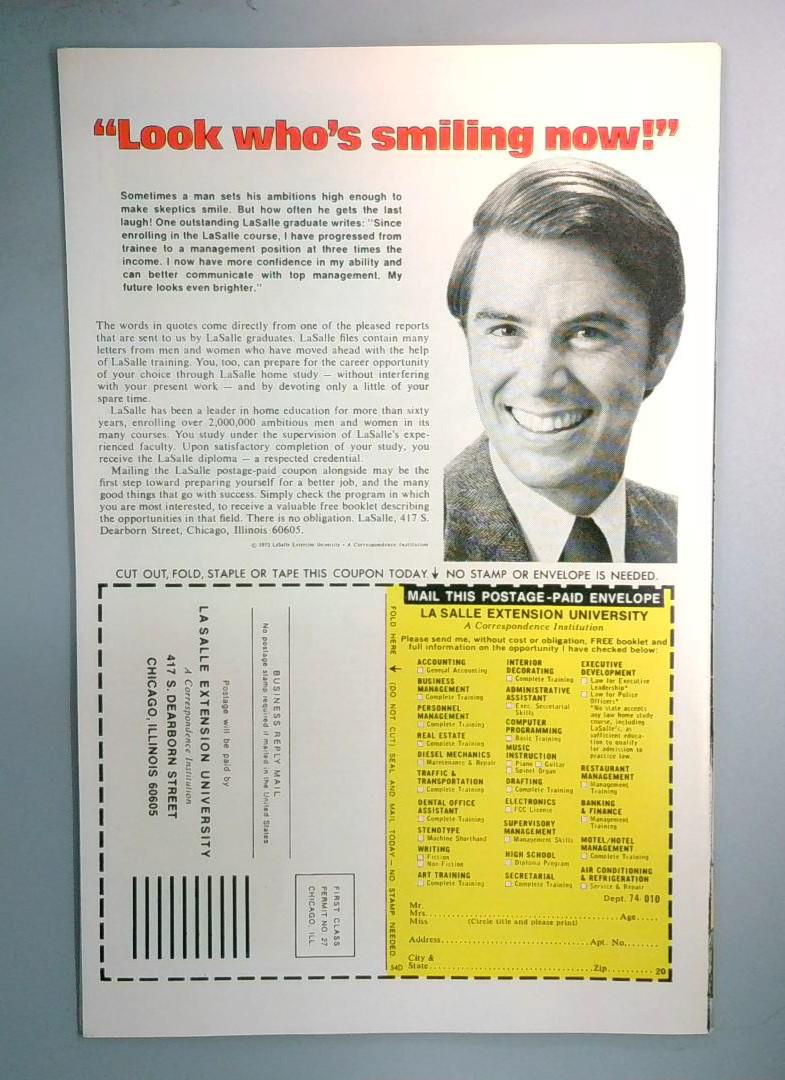 “Look who's smiling now!”
Sometimes a man sets his ambitions high enough to
make skeptics smile. But how often he gets the last
laugh! One outstanding LaSalle graduate writes: "Since
enrolling in the LaSalle course, I have progressed from
trainee to a management position at three times the
income. I now have more confidence in my ability and
can better communicate with top management. My
future looks even brighter."
The words in quotes come directly from one of the pleased reports
that are sent to us by LaSalle graduates. LaSalle files contain many
letters from men and women who have moved ahead with the help
of LaSalle training. You, too, can prepare for the career opportunity
of your choice through LaSalle home study — without interfering
with your present work — and by devoting only a little of your
spare time.
LaSalle has been a leader in home education for more than sixty
years, enrolling over 2,000,000 ambitious men and women in its
many courses. You study under the supervision of LaSalle's expe-
rienced faculty. Upon satisfactory completion of your study, you
receive the LaSalle diploma — a respected credential.
Mailing the LaSalle postage-paid coupon alongside may be the
first step toward preparing yourself for a better job, and the many
good things that go with success. Simply check the program in which
you are most interested, to receive a valuable free booklet describing
the opportunities in that field. There is no obligation. LaSalle, 417 S.
Dearborn Street, Chicago, Illinois 60605.
LaSalle Extension University • A Correspondence Institution
CUT OUT, FOLD, STAPLE OR TAPE THIS COUPON TODAY. NO STAMP OR ENVELOPE IS NEEDED.
FIRST CLASS
PERMIT NO. 27
CHICAGO, ILL.
BUSINESS REPLY MAIL
No postage stamp required if mailed in the United States
Postage will be paid by
LA SALLE EXTENSION UNIVERSITY
A Correspondence Institution
417 S. DEARBORN STREET
CHICAGO, ILLINOIS 60605
FOLD HERE (DO NOT CUT) SEAL AND MAIL TODAY – NO STAMP NEEDED
54D
MAIL THIS POSTAGE-PAID ENVELOPE
LA SALLE EXTENSION UNIVERSITY
A Correspondence Institution
Please send me, without cost or obligation, FREE booklet and
full information on the opportunity I have checked below:
ACCOUNTING
General Accounting
BUSINESS
MANAGEMENT
Complete Training
PERSONNEL
MANAGEMENT
Complete Training
REAL ESTATE
Complete Training
DIESEL MECHANICS
Maintenance & Repair
TRAFFIC &
TRANSPORTATION
Complete Training
DENTAL OFFICE
ASSISTANT
Complete Training
STENOTYPE
Machine Shorthand
WRITING
Fiction
Non-Fiction
ART TRAINING
Complete Training
INTERIOR
DECORATING
Complete Training
ADMINISTRATIVE
ASSISTANT
Exec. Secretarial
Skills
COMPUTER
PROGRAMMING
Basic Training
MUSIC
INSTRUCTION
Piano Guitar
Spinet Organ
DRAFTING
Complete Training
ELECTRONICS
FCC License
SUPERVISORY
MANAGEMENT
Management Skills
HIGH SCHOOL
Diploma Program
SECRETARIAL
Complete Training
EXECUTIVE
DEVELOPMENT
Law for Executive
Leadership*
Law for Police
Officers*
*No state accepts
any law home study
course, including
LaSalle's, as
sufficient educa-
tion to qualify
for admission to
practice law.
RESTAURANT
MANAGEMENT
Management
Training
BANKING
& FINANCE
Management
Training
MOTEL/HOTEL
MANAGEMENT
Complete Training
AIR CONDITIONING
& REFRIGERATION
Service & Repair
Dept. 74-010
Mr.
Mrs. Age
Miss (Circle title and please print)
Address Apt. No.
City &
State Zip 20